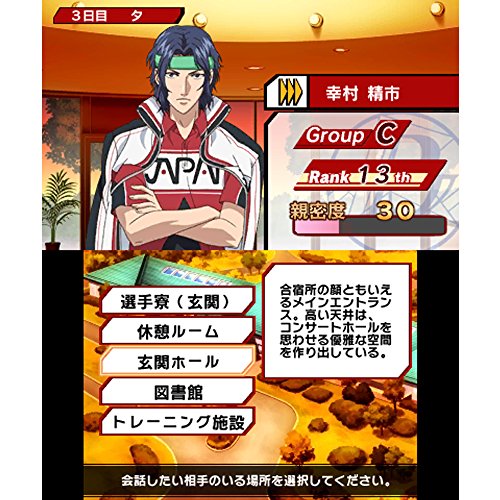 3日目 夕
幸村 精市
Group C
Rank 13th
親密度 30
JAPA
選手寮(玄関)
休憩ルーム
玄関ホール
図書館
トレーニング施設
合宿所の顔ともいえ
るメインエントラン
ス。高い天井は、
コンサートホールを
思わせる優雅な空間
を作り出している。
会話したい相手のいる場所を選択してください。